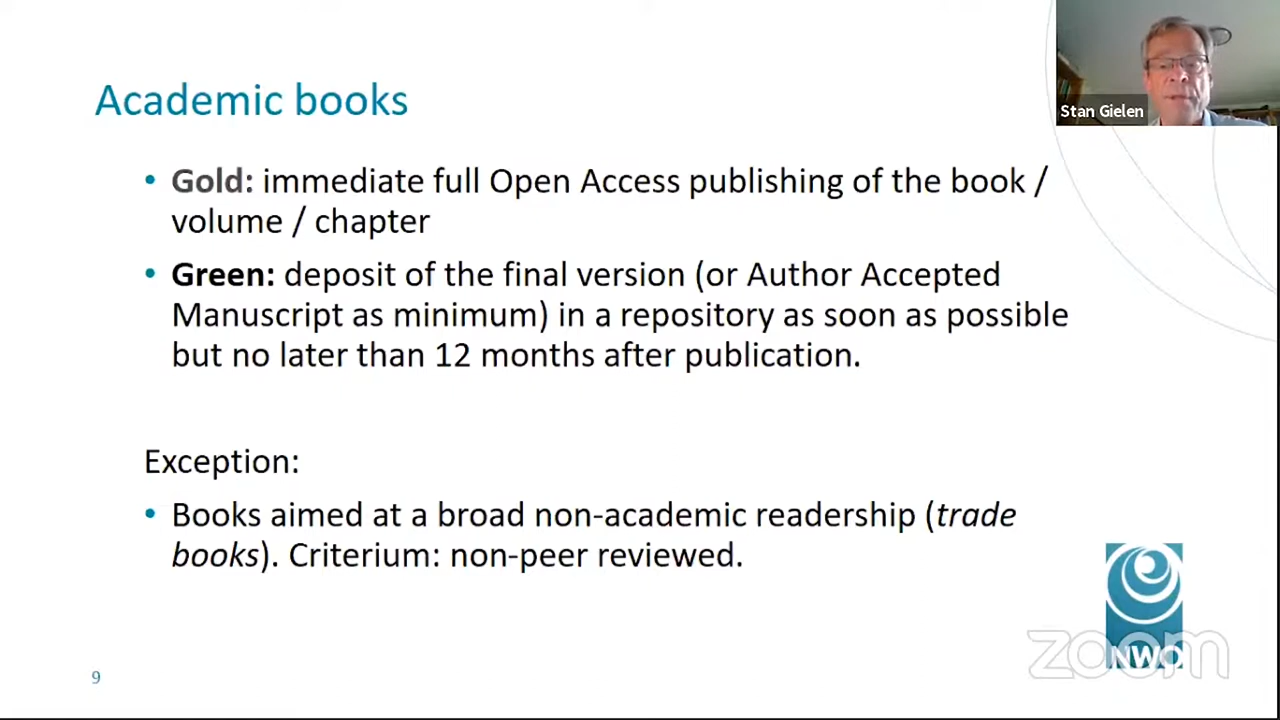 Academic books
Stan Gielen
• Gold: immediate full Open Access publishing of the book /
volume / chapter
• Green: deposit of the final version (or Author Accepted
Manuscript as minimum) in a repository as soon as possible
but no later than 12 months after publication.
Exception:
• Books aimed at a broad non-academic readership (trade
books). Criterium: non-peer reviewed.
NWO
zoom
9